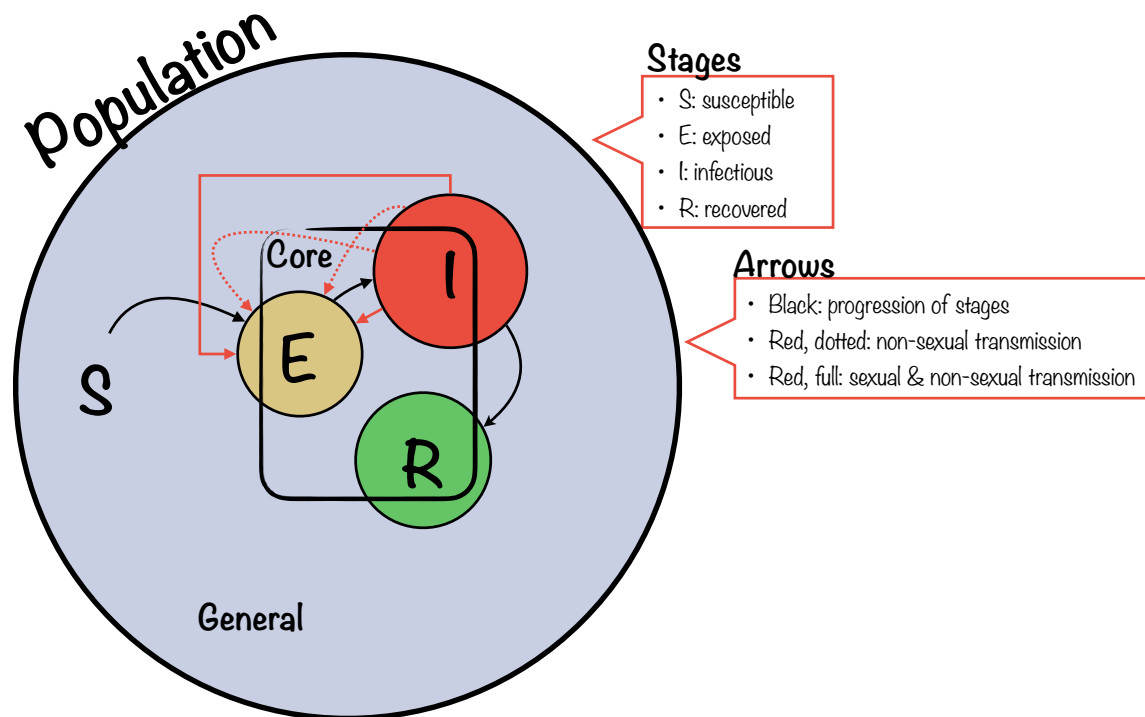 Population
Stages
• S: susceptible
• E: exposed
• I: infectious
• R: recovered
Core
I
E
S
R
General
Arrows
• Black: progression of stages
• Red, dotted: non-sexual transmission
• Red, full: sexual & non-sexual transmission